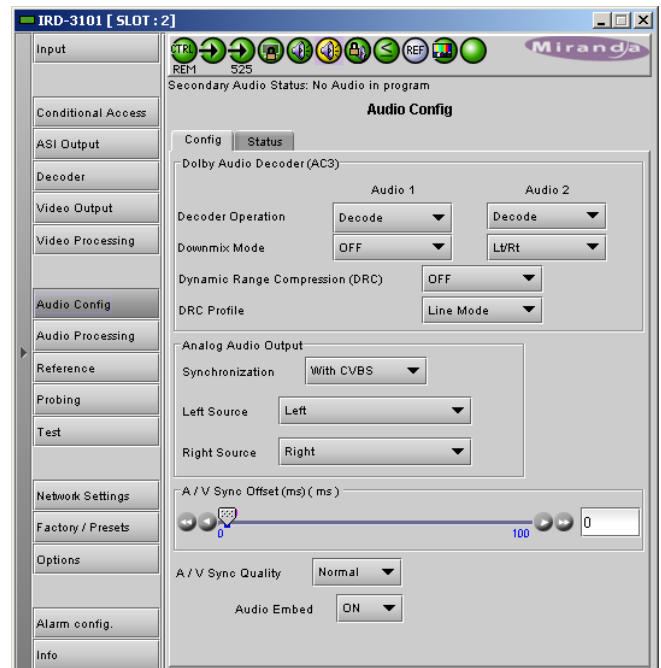 IRD-3101 [ SLOT : 2]
Input
Conditional Access
ASI Output
Decoder
Video Output
Video Processing
Audio Config
Audio Processing
Reference
Probing
Test
Network Settings
Factory / Presets
Options
Alarm config.
Info
CTRL
REF
REM
525
Miranda
Secondary Audio Status: No Audio in program
Audio Config
Config
Status
Dolby Audio Decoder (AC3)
Audio 1
Audio 2
Decoder Operation
Decode
Decode
Downmix Mode
OFF
Lt/Rt
Dynamic Range Compression (DRC)
OFF
DRC Profile
Line Mode
Analog Audio Output
Synchronization
With CVBS
Left Source
Left
Right Source
Right
A / V Sync Offset (ms) ( ms )
0
100
0
A / V Sync Quality
Normal
Audio Embed
ON